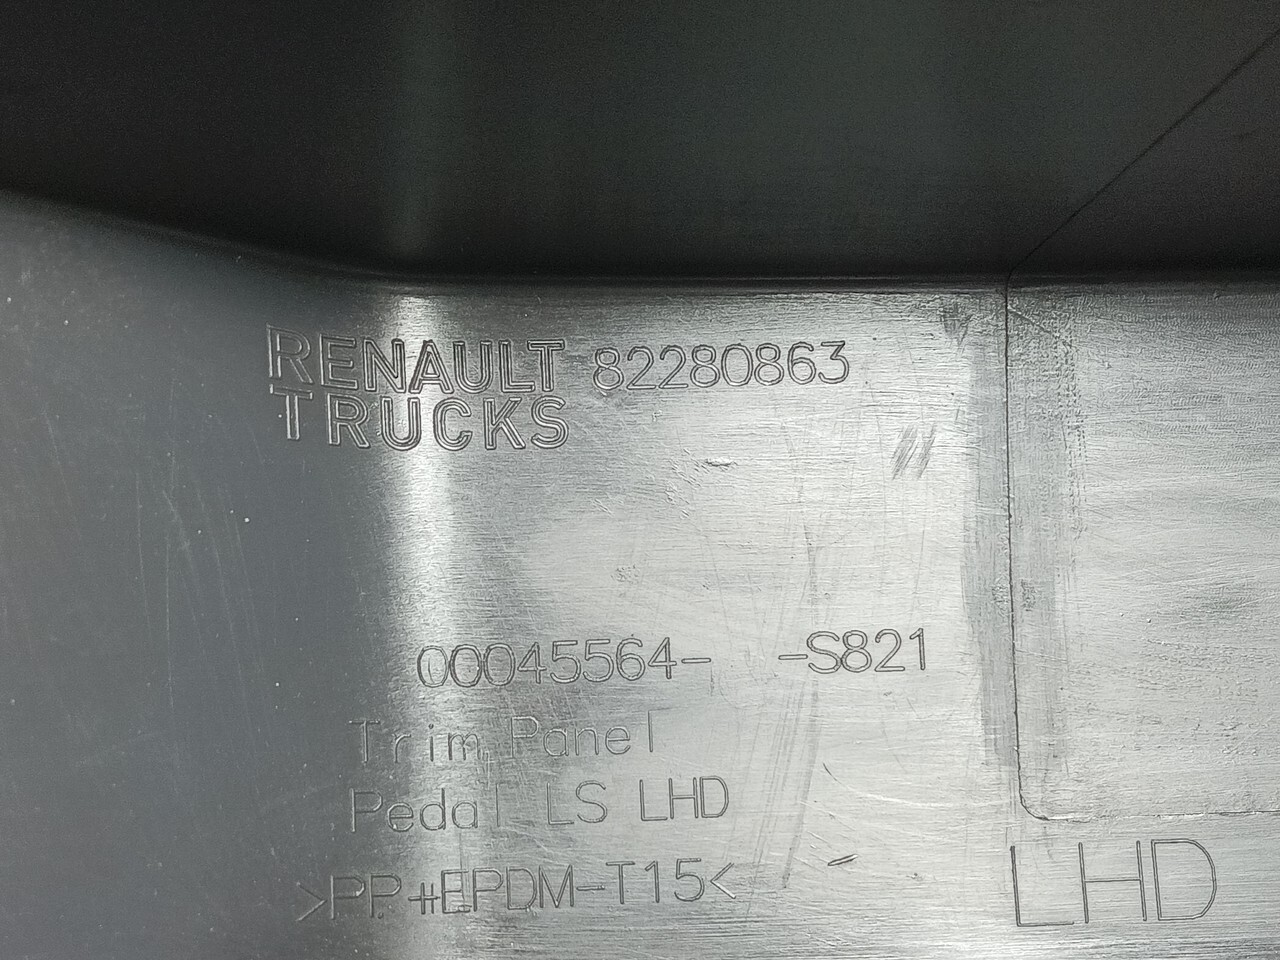 RENAULT
TRUCKS 82280863
00045564- -S821
Trim Panel
Pedal LS LHD
>PP+EPDM-T15<
LHD